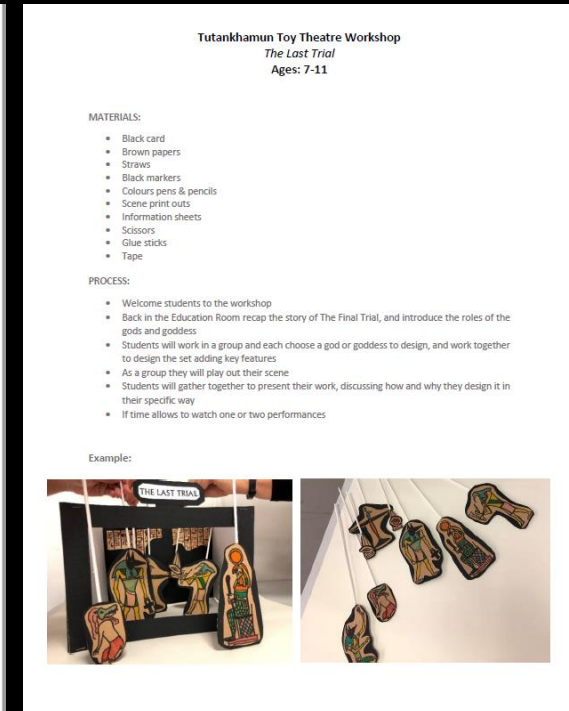 Tutankhamun Toy Theatre Workshop
The Last Trial
Ages: 7-11
MATERIALS:
• Black card
• Brown papers
• Straws
• Black markers
• Colours pens & pencils
• Scene print outs
• Information sheets
• Scissors
• Glue sticks
• Tape
PROCESS:
• Welcome students to the workshop
• Back in the Education Room recap the story of The Final Trial, and introduce the roles of the
gods and goddess
• Students will work in a group and each choose a god or goddess to design, and work together
to design the set adding key features
• As a group they will play out their scene
• Students will gather together to present their work, discussing how and why they design it in
their specific way
• If time allows to watch one or two performances
Example:
THE LAST TRIAL